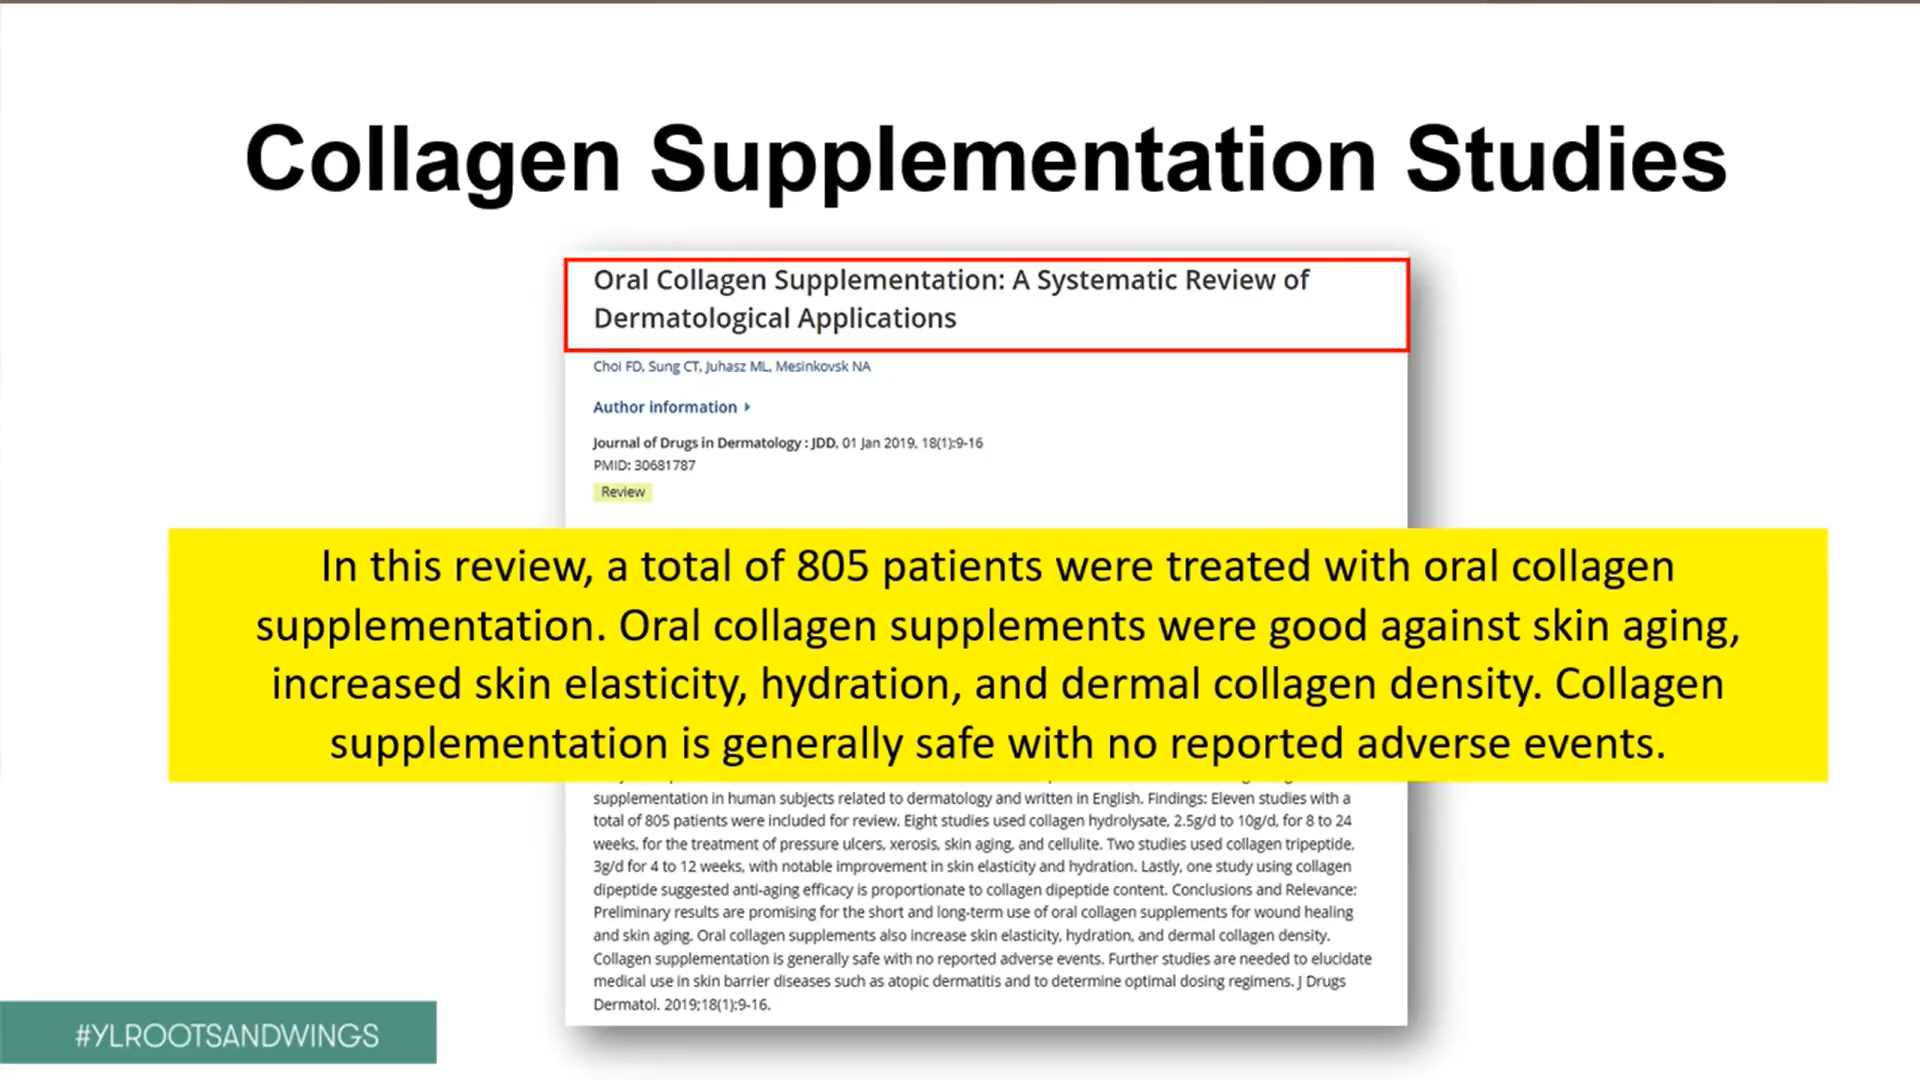 Collagen Supplementation Studies
Oral Collagen Supplementation: A Systematic Review of
Dermatological Applications
Choi FD, Sung CT, Juhasz ML, Mesinkovsk NA
Author information
Journal of Drugs in Dermatology : JDD, 01 Jan 2019, 18(1):9-16
PMID: 30681787
Review
In this review, a total of 805 patients were treated with oral collagen
supplementation. Oral collagen supplements were good against skin aging,
increased skin elasticity, hydration, and dermal collagen density. Collagen
supplementation is generally safe with no reported adverse events.
supplementation in human subjects related to dermatology and written in English. Findings: Eleven studies with a
total of 805 patients were included for review. Eight studies used collagen hydrolysate, 2.5g/d to 10g/d, for 8 to 24
weeks, for the treatment of pressure ulcers, xerosis, skin aging, and cellulite. Two studies used collagen tripeptide,
3g/d for 4 to 12 weeks, with notable improvement in skin elasticity and hydration. Lastly, one study using collagen
dipeptide suggested anti-aging efficacy is proportionate to collagen dipeptide content. Conclusions and Relevance:
Preliminary results are promising for the short and long-term use of oral collagen supplements for wound healing
and skin aging. Oral collagen supplements also increase skin elasticity, hydration, and dermal collagen density.
Collagen supplementation is generally safe with no reported adverse events. Further studies are needed to elucidate
medical use in skin barrier diseases such as atopic dermatitis and to determine optimal dosing regimens. J Drugs
Dermatol. 2019;18(1):9-16.
#YLROOTSANDWINGS